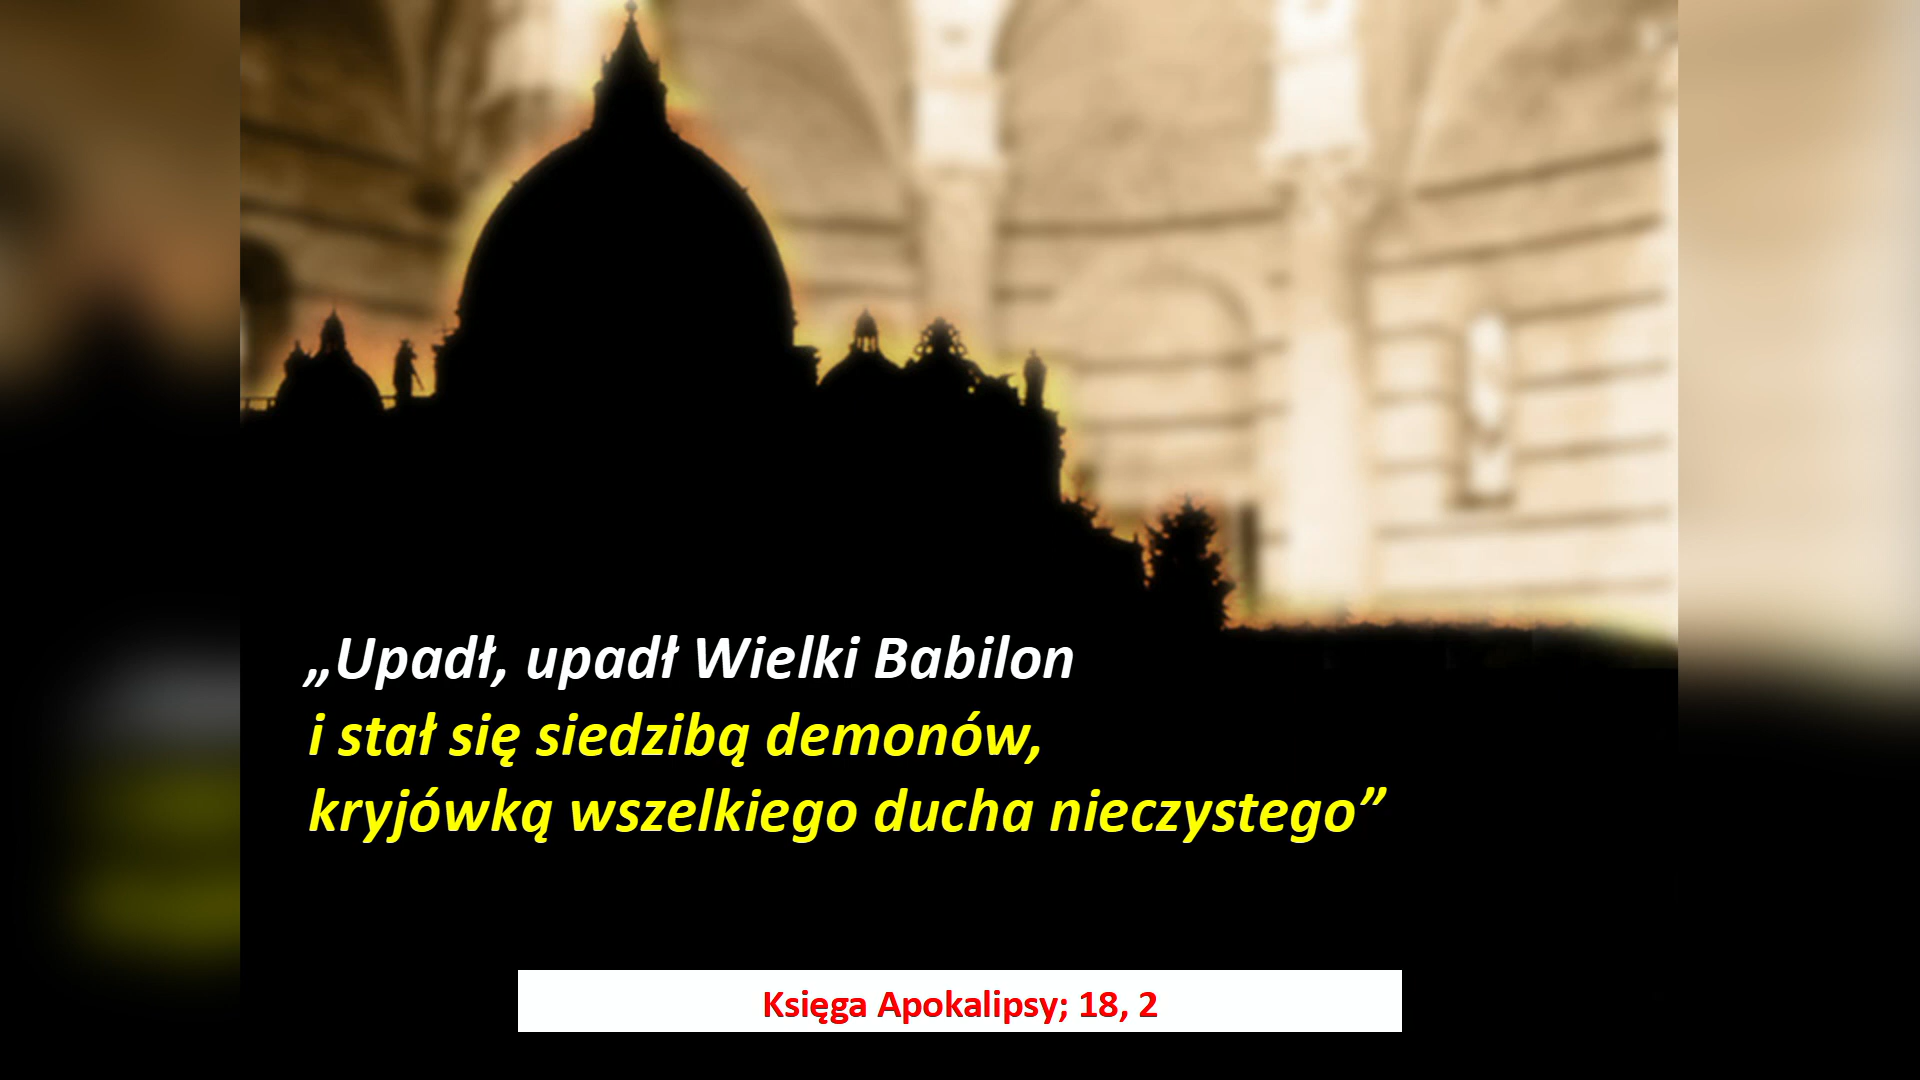 „Upadł, upadł Wielki Babilon
i stał się siedzibą demonów,
kryjówką wszelkiego ducha nieczystego”
Księga Apokalipsy; 18, 2